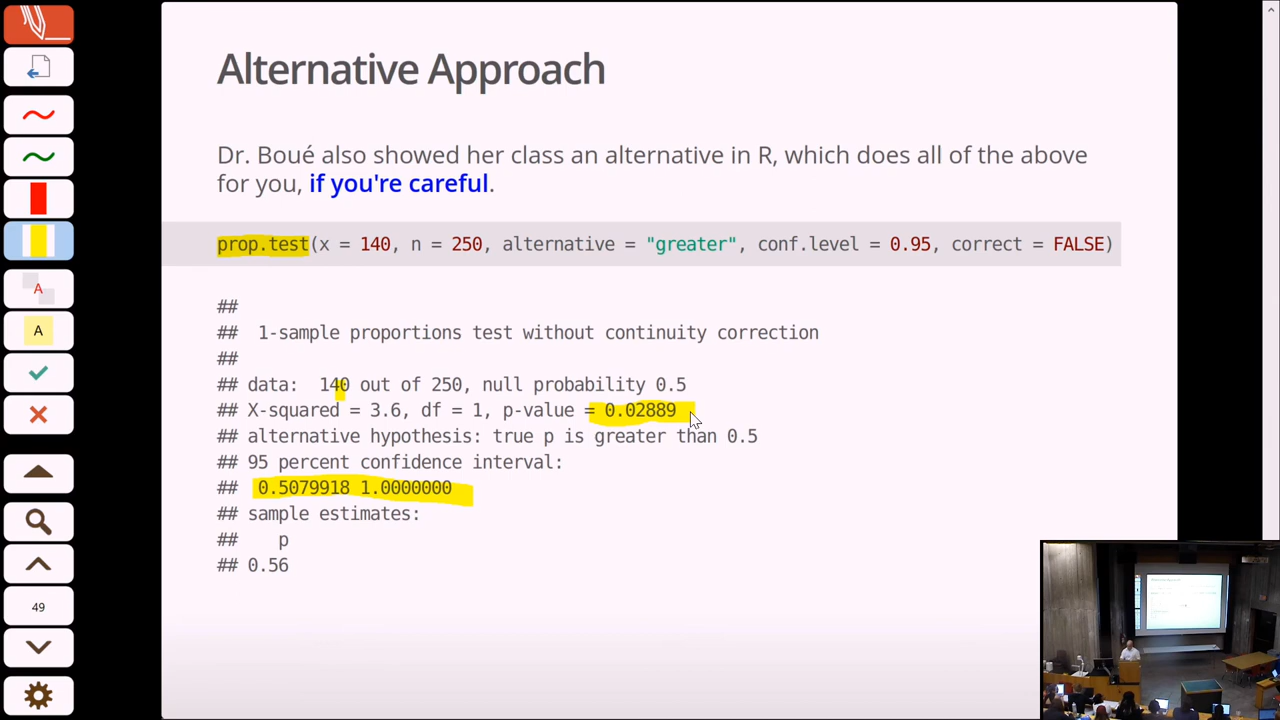 Alternative Approach
Dr. Boué also showed her class an alternative in R, which does all of the above
for you, if you're careful.
prop.test(x = 140, n = 250, alternative = "greater", conf.level = 0.95, correct = FALSE)
##
## 1-sample proportions test without continuity correction
##
## data: 140 out of 250, null probability 0.5
## X-squared = 3.6, df = 1, p-value = 0.02889
## alternative hypothesis: true p is greater than 0.5
## 95 percent confidence interval:
## 0.5079918 1.0000000
## sample estimates:
## p
## 0.56
A
A
49